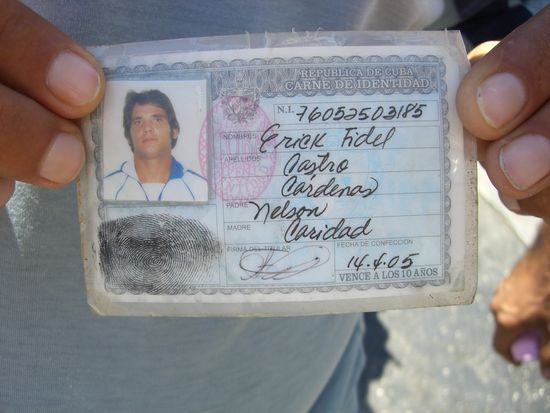 REPUBLICA DE CUBA
CARNE DE IDENTIDAD
N.I. 76052503185
NOMBRES Erick Fidel
APELLIDOS Castro
Cardenas
PADRE Nelson
MADRE Caridad
FIRMA DEL TITULAR
FECHA DE CONFECCION
14.4.05
VENCE A LOS 10 AÑOS